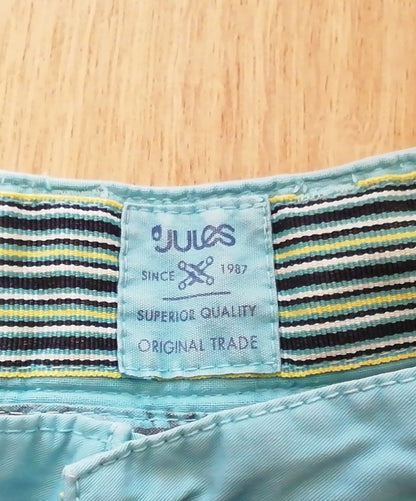 JULES
SINCE 1987
SUPERIOR QUALITY
ORIGINAL TRADE